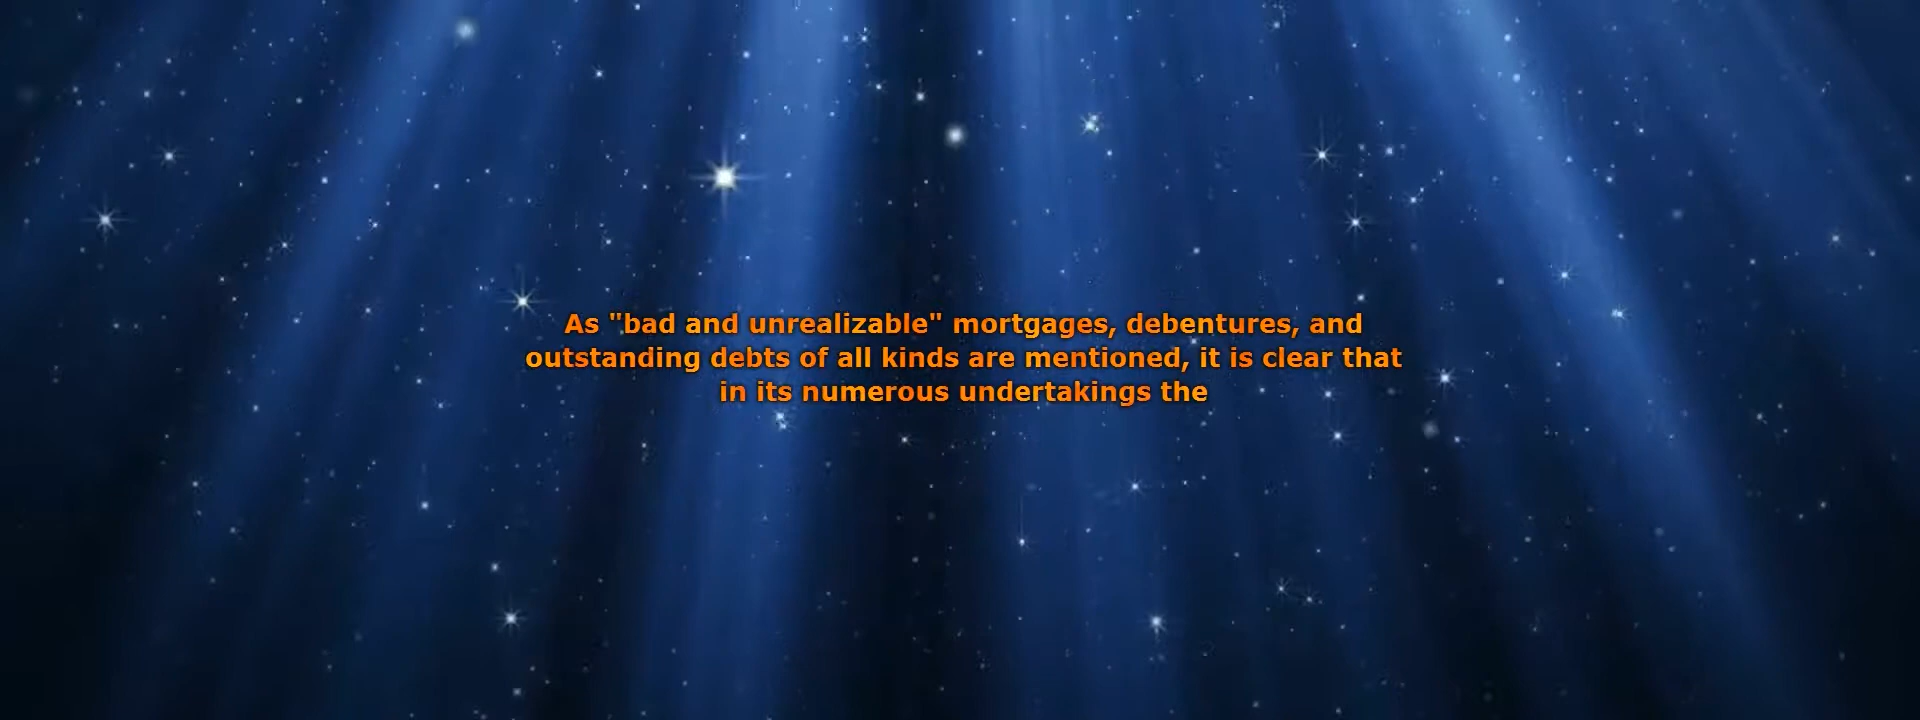 As "bad and unrealizable" mortgages, debentures, and
outstanding debts of all kinds are mentioned, it is clear that
in its numerous undertakings the